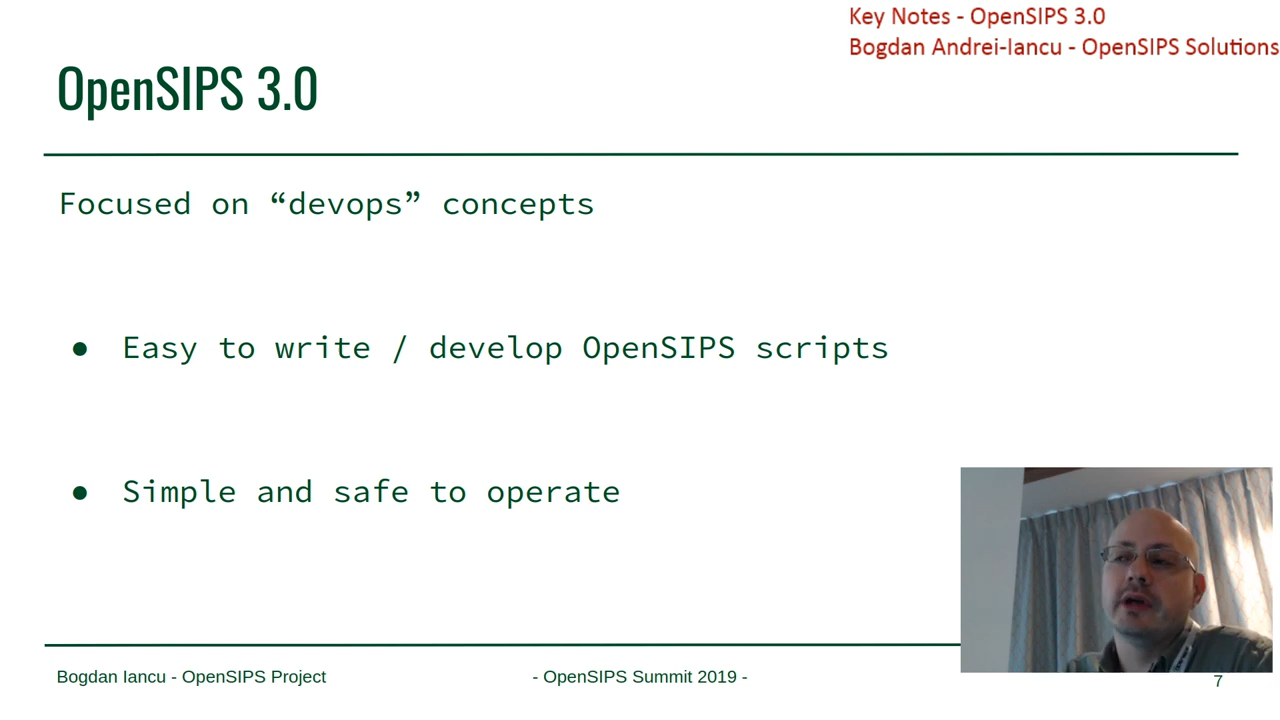 Key Notes - OpenSIPS 3.0
Bogdan Andrei-Iancu - OpenSIPS Solutions
OpenSIPS 3.0
Focused on “devops” concepts
● Easy to write / develop OpenSIPS scripts
● Simple and safe to operate
Bogdan Iancu - OpenSIPS Project - OpenSIPS Summit 2019 - 7